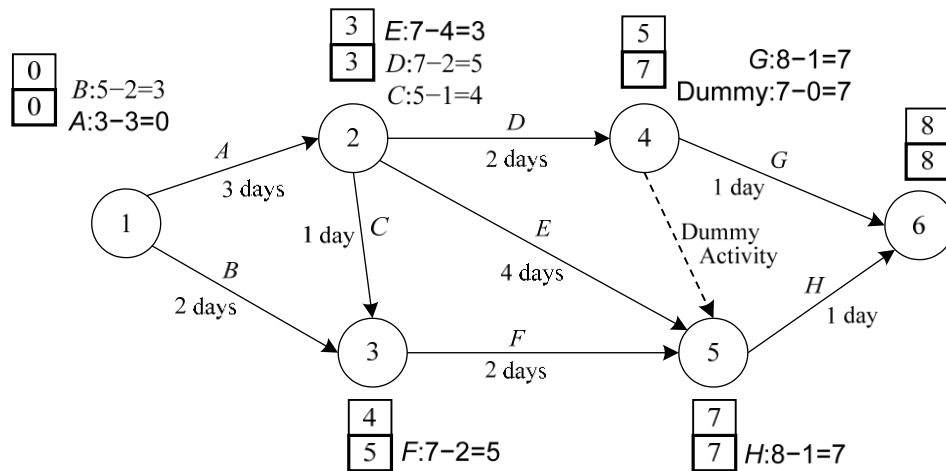 0
0
B:5−2=3
A:3−3=0
3
3
E:7−4=3
D:7−2=5
C:5−1=4
5
7
G:8−1=7
Dummy:7−0=7
8
8
A
3 days
D
2 days
G
1 day
1
2
4
6
B
2 days
1 day
C
E
4 days
Dummy
Activity
H
1 day
3
F
2 days
5
4
5
F:7−2=5
7
7
H:8−1=7